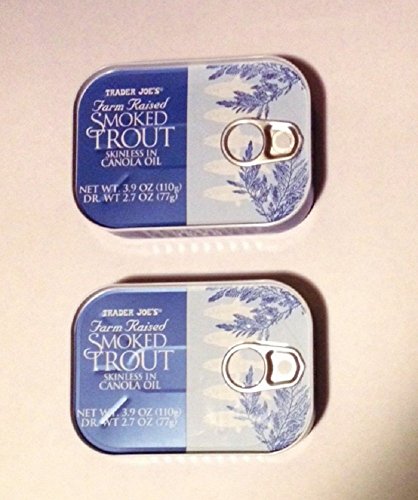 TRADER JOE'S®
Farm Raised
SMOKED
TROUT
SKINLESS IN
CANOLA OIL
NET WT. 3.9 OZ (110g)
DR. WT 2.7 OZ (77g)
TRADER JOE'S®
Farm Raised
SMOKED
TROUT
SKINLESS IN
CANOLA OIL
NET WT. 3.9 OZ (110g)
DR. WT 2.7 OZ (77g)